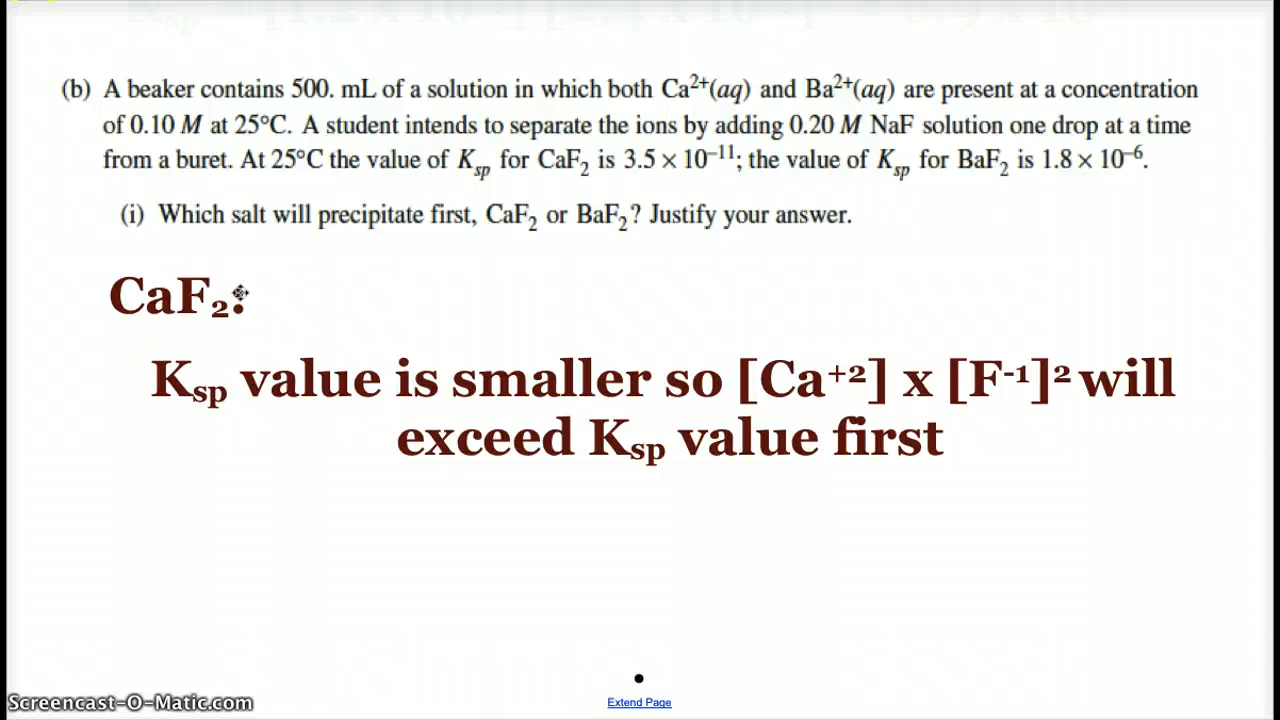 (b) A beaker contains 500. mL of a solution in which both Ca²⁺(aq) and Ba²⁺(aq) are present at a concentration
of 0.10 M at 25°C. A student intends to separate the ions by adding 0.20 M NaF solution one drop at a time
from a buret. At 25°C the value of Kₛₚ for CaF₂ is 3.5 × 10⁻¹¹; the value of Kₛₚ for BaF₂ is 1.8 × 10⁻⁶.
(i) Which salt will precipitate first, CaF₂ or BaF₂? Justify your answer.
CaF₂:
Kₛₚ value is smaller so [Ca⁺²] x [F⁻¹]² will
exceed Kₛₚ value first
Extend Page
Screencast-O-Matic.com